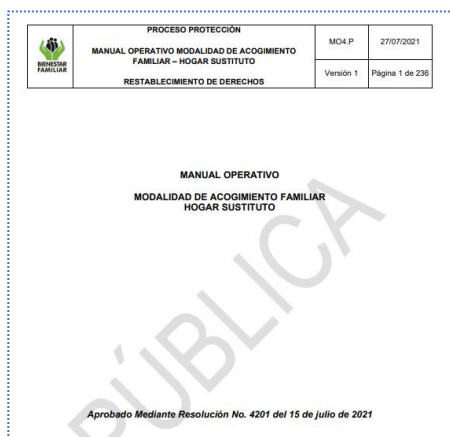 BIENESTAR
FAMILIAR
PROCESO PROTECCIÓN
MANUAL OPERATIVO MODALIDAD DE ACOGIMIENTO
FAMILIAR – HOGAR SUSTITUTO
RESTABLECIMIENTO DE DERECHOS
MO4.P
27/07/2021
Versión 1
Página 1 de 236
MANUAL OPERATIVO
MODALIDAD DE ACOGIMIENTO FAMILIAR
HOGAR SUSTITUTO
PÚBLICA
Aprobado Mediante Resolución No. 4201 del 15 de julio de 2021